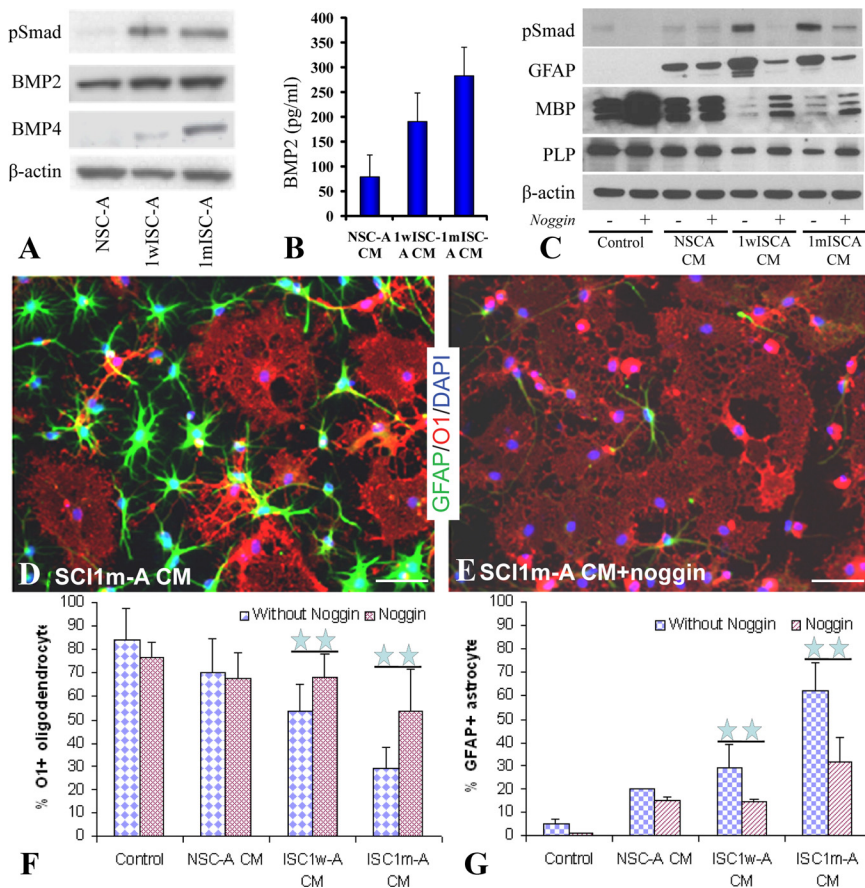 pSmad
BMP2
BMP4
β-actin
NSC-A
1wISC-A
1mISC-A
A
BMP2 (pg/ml)
400
350
300
250
200
150
100
50
0
NSC-A 1wISC- 1mISC-
CM A CM A CM
B
pSmad
GFAP
MBP
PLP
β-actin
Noggin - + - + - + - +
Control NSCA 1wISCA 1mISCA
CM CM CM
C
GFAP/O1/DAPI
D SCI1m-A CM
E SCI1m-A CM+noggin
% O1+ oligodendrocyte
100
90
80
70
60
50
40
30
20
10
0
Without Noggin Noggin
Control NSC-A CM ISC1w-A ISC1m-A
CM CM
F
% GFAP+ astrocyte
100
90
80
70
60
50
40
30
20
10
0
Without Noggin Noggin
Control NSC-A CM ISC1w-A ISC1m-A
CM CM
G